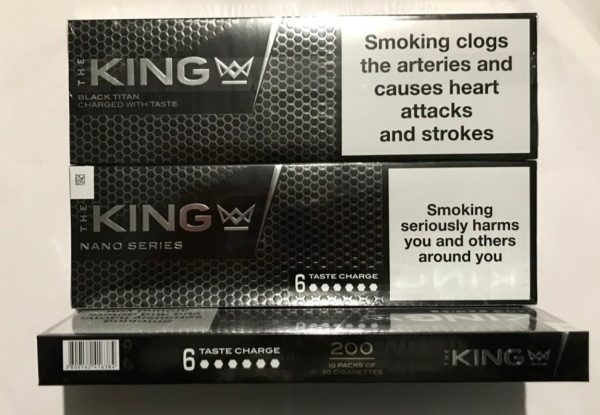 THE KING
BLACK TITAN
CHARGED WITH TASTE
Smoking clogs
the arteries and
causes heart
attacks
and strokes
THE KING
NANO SERIES
6 TASTE CHARGE
Smoking
seriously harms
you and others
around you
6 TASTE CHARGE
200
10 PACKS OF
20 CIGARETTES
THE KING